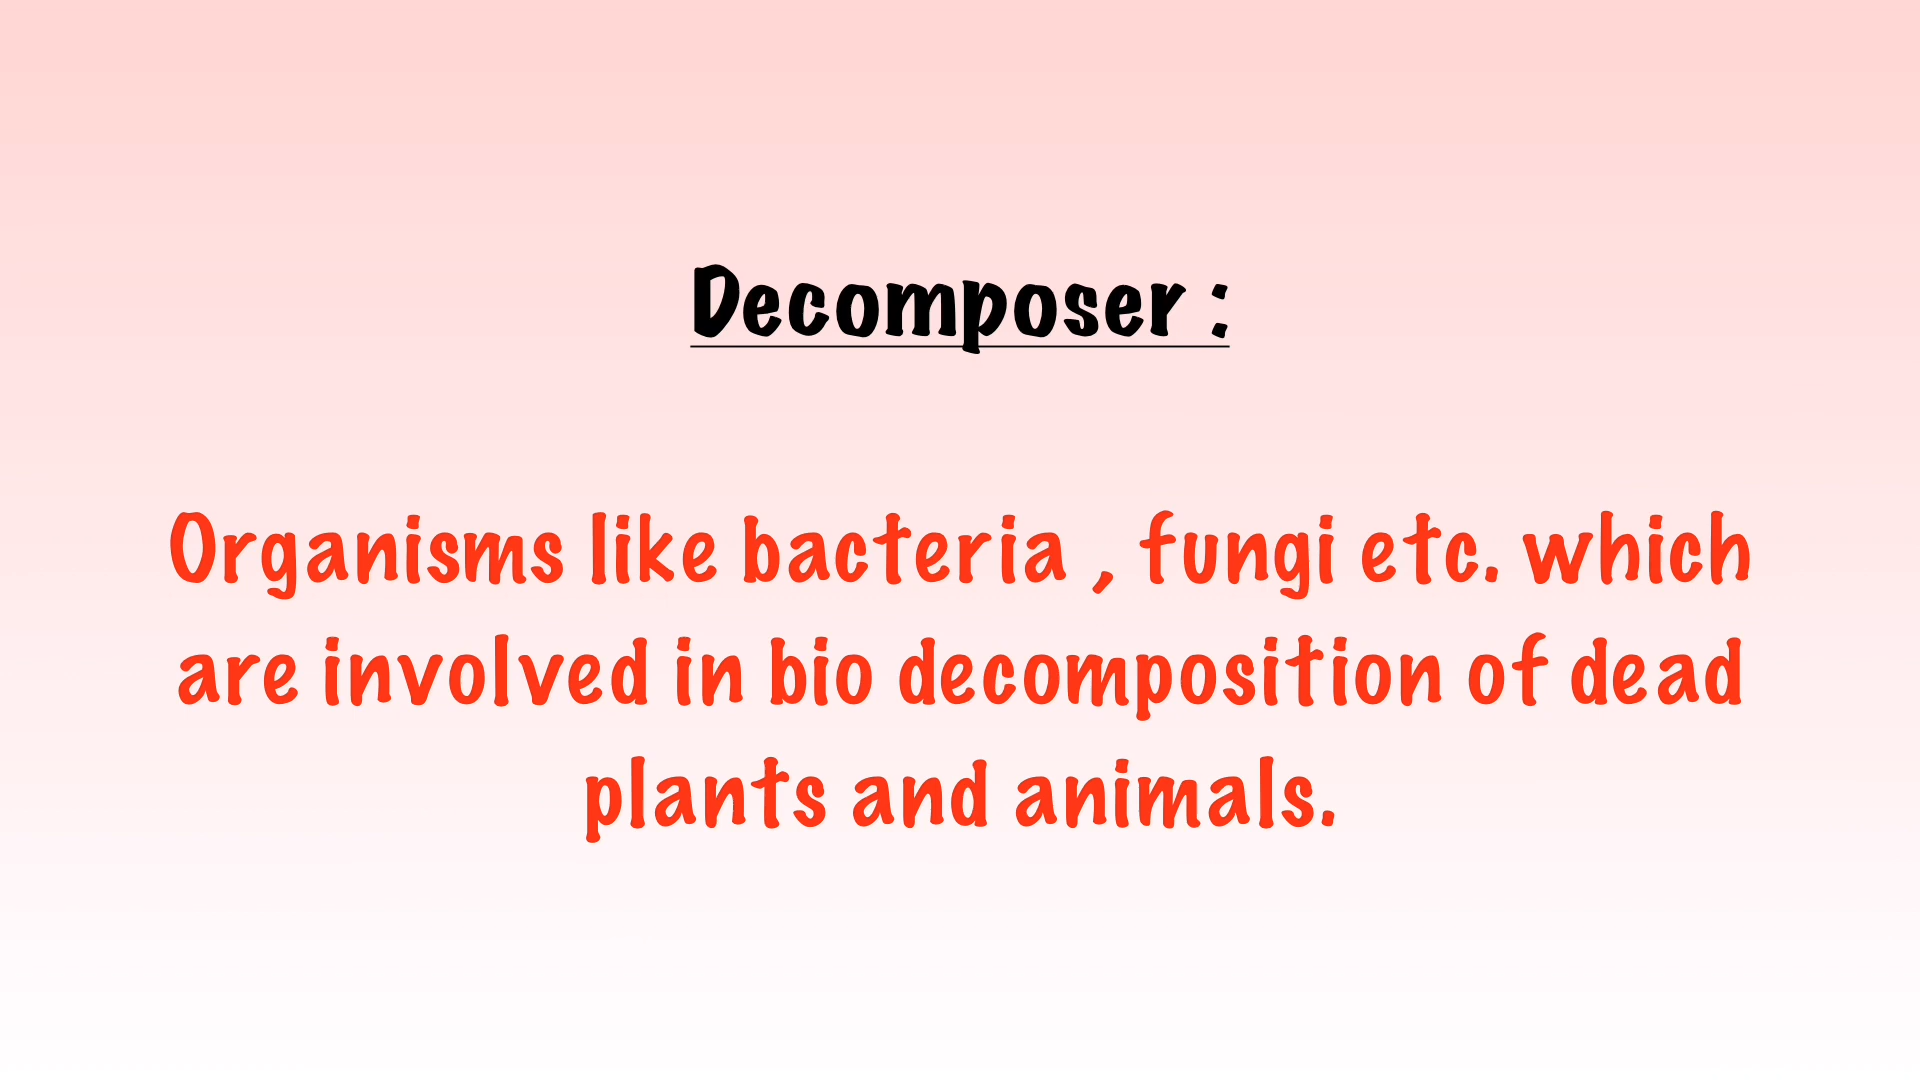 Decomposer :
Organisms like bacteria , fungi etc. which
are involved in bio decomposition of dead
plants and animals.